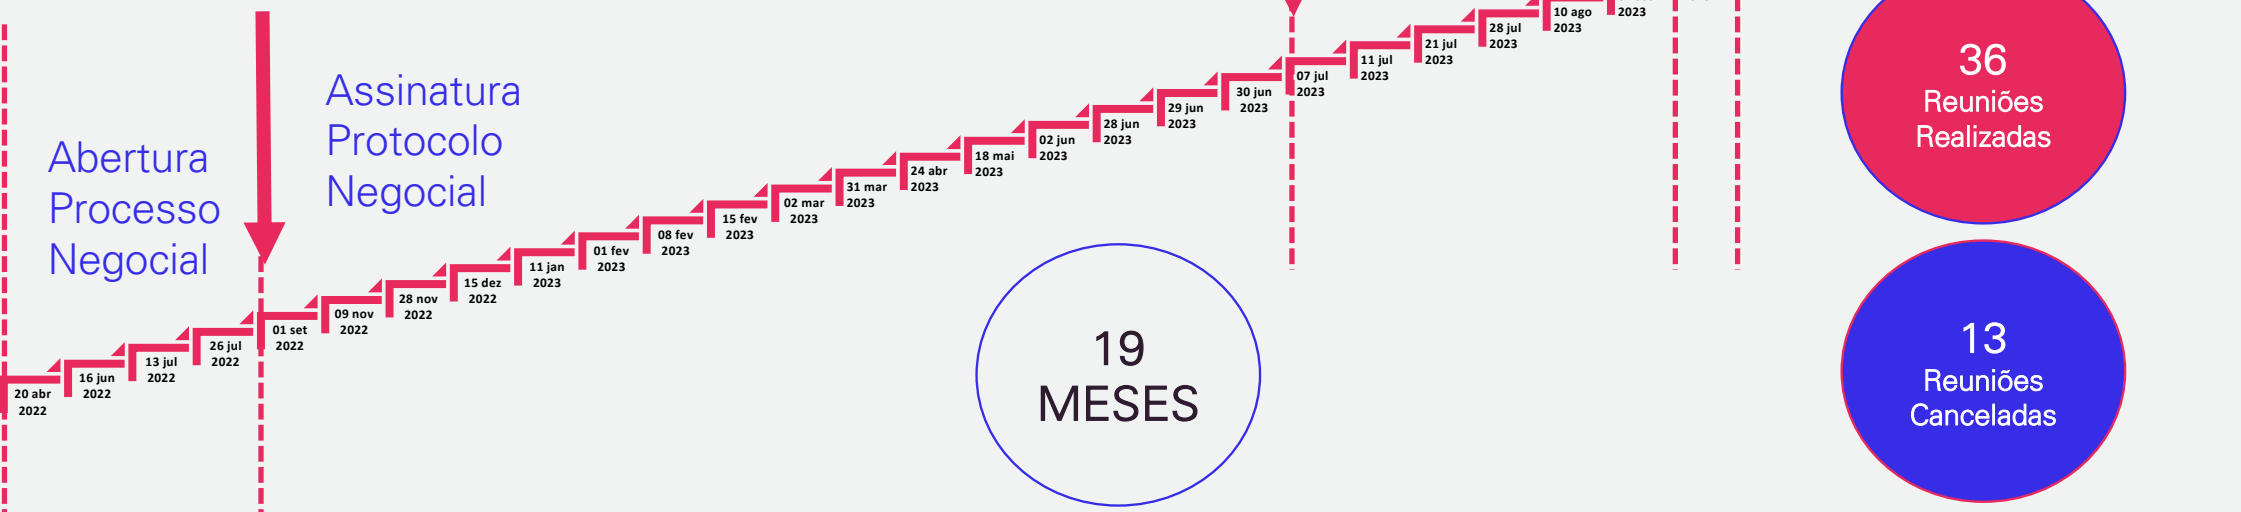 Abertura
Processo
Negocial
Assinatura
Protocolo
Negocial
20 abr
2022
16 jun
2022
13 jul
2022
26 jul
2022
01 set
2022
09 nov
2022
28 nov
2022
15 dez
2022
11 jan
2023
01 fev
2023
08 fev
2023
15 fev
2023
02 mar
2023
31 mar
2023
24 abr
2023
18 mai
2023
02 jun
2023
28 jun
2023
29 jun
2023
30 jun
2023
07 jul
2023
11 jul
2023
21 jul
2023
28 jul
2023
10 ago
2023
2023
19
MESES
36
Reuniões
Realizadas
13
Reuniões
Canceladas